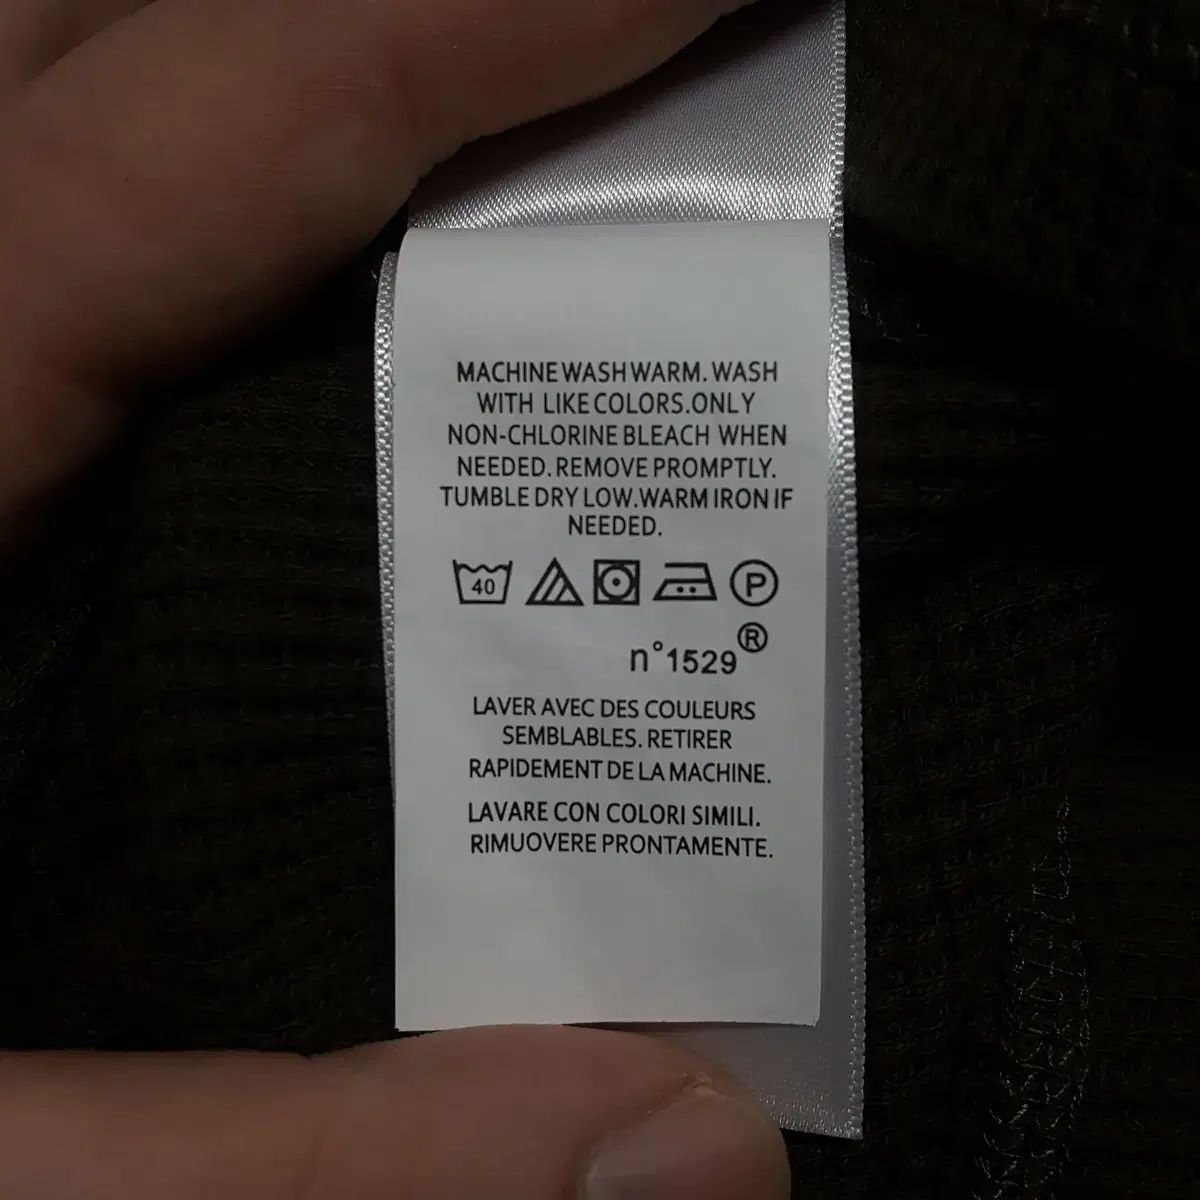 MACHINE WASH WARM. WASH
WITH LIKE COLORS. ONLY
NON-CHLORINE BLEACH WHEN
NEEDED. REMOVE PROMPTLY.
TUMBLE DRY LOW. WARM IRON IF
NEEDED.
40 P
n°1529®
LAVER AVEC DES COULEURS
SEMBLABLES. RETIRER
RAPIDEMENT DE LA MACHINE.
LAVARE CON COLORI SIMILI.
RIMUOVERE PRONTAMENTE.